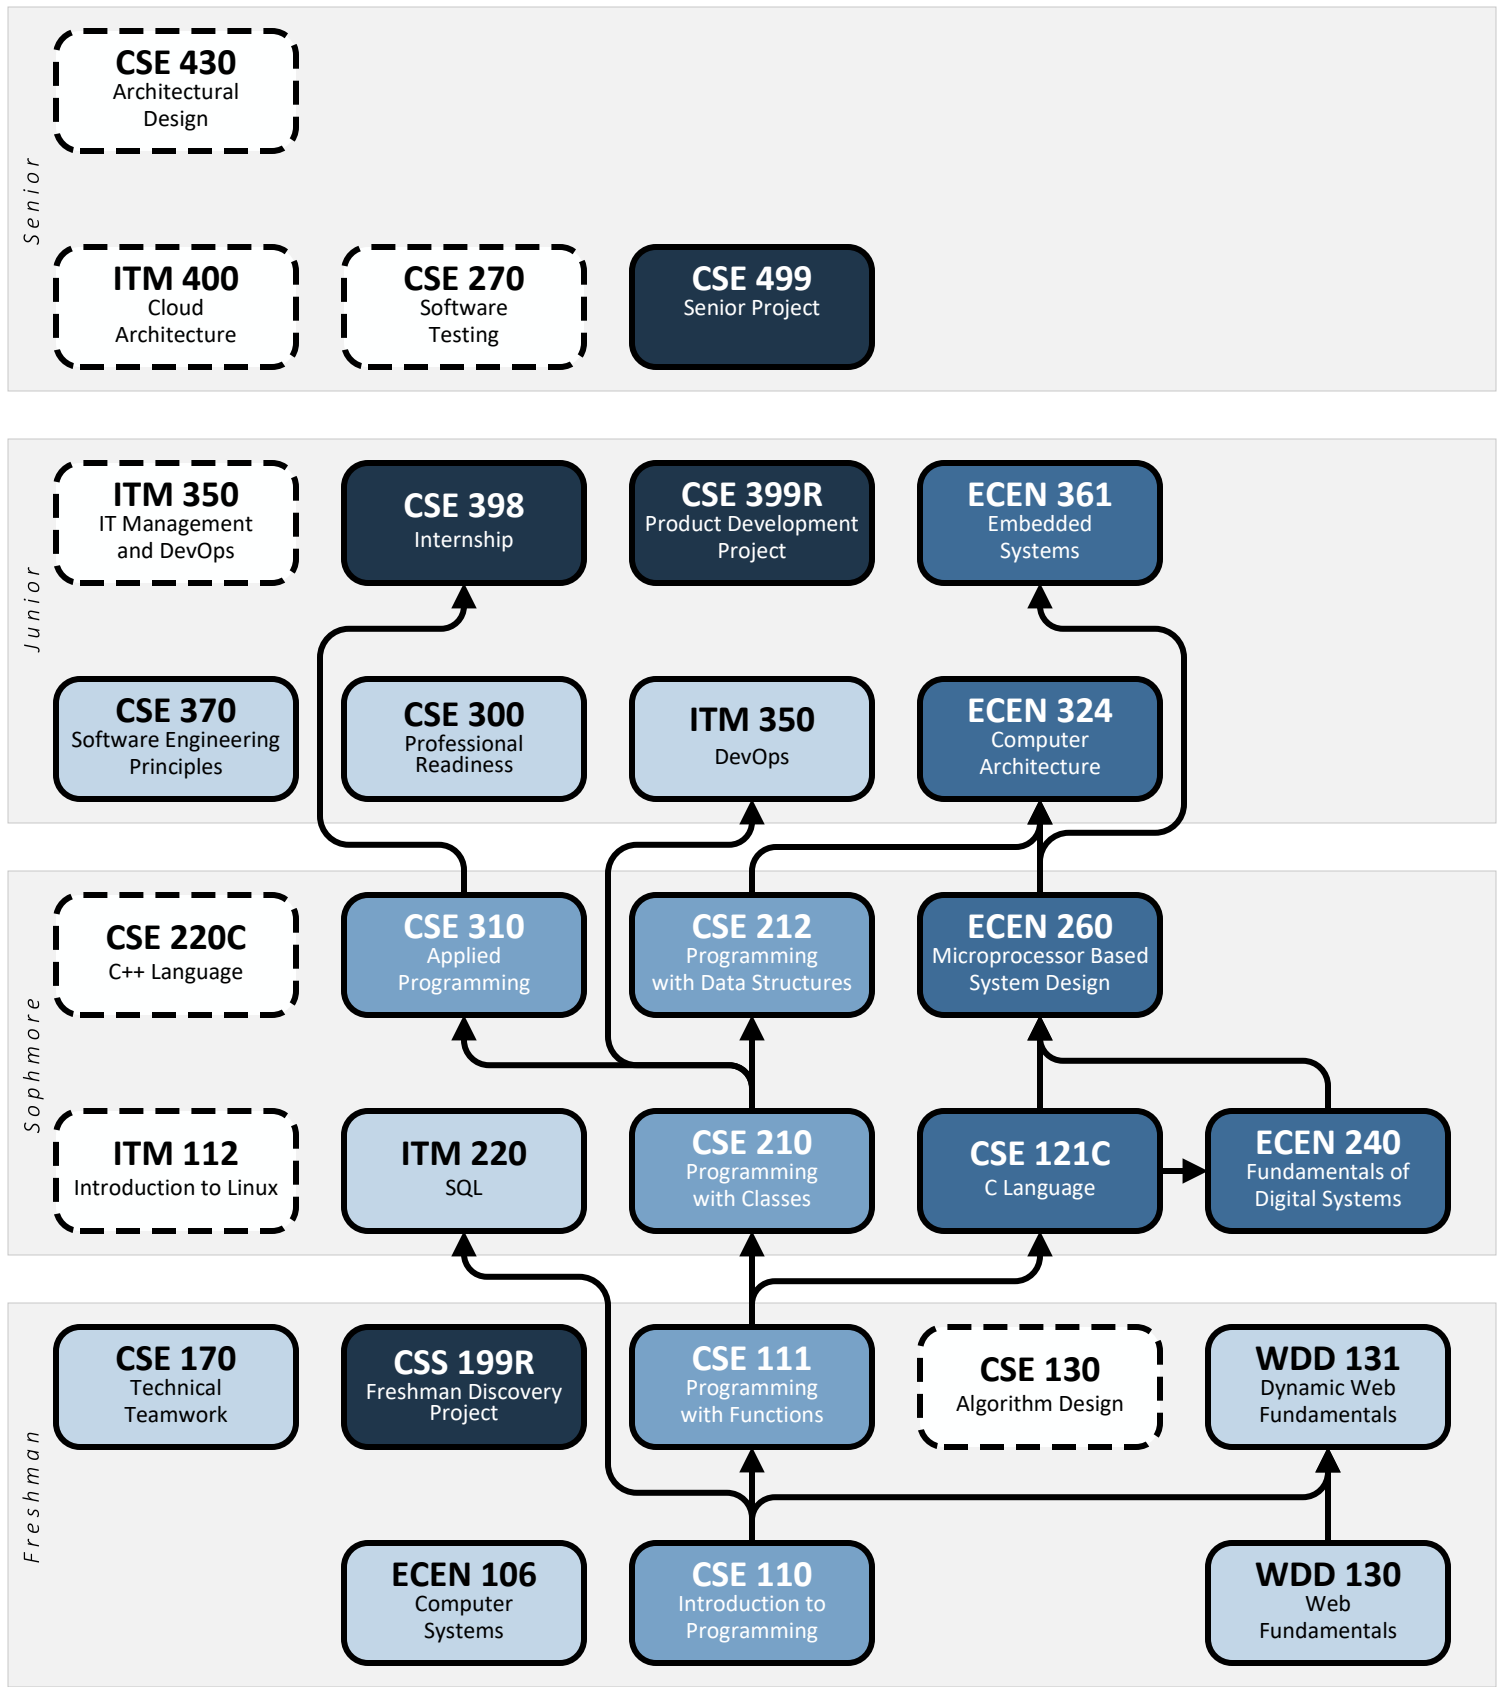 Senior
CSE 430
Architectural
Design
ITM 400
Cloud
Architecture
CSE 270
Software
Testing
CSE 499
Senior Project
Junior
ITM 350
IT Management
and DevOps
CSE 398
Internship
CSE 399R
Product Development
Project
ECEN 361
Embedded
Systems
CSE 370
Software Engineering
Principles
CSE 300
Professional
Readiness
ITM 350
DevOps
ECEN 324
Computer
Architecture
Sophmore
CSE 220C
C++ Language
CSE 310
Applied
Programming
CSE 212
Programming
with Data Structures
ECEN 260
Microprocessor Based
System Design
ITM 112
Introduction to Linux
ITM 220
SQL
CSE 210
Programming
with Classes
CSE 121C
C Language
ECEN 240
Fundamentals of
Digital Systems
Freshman
CSE 170
Technical
Teamwork
CSS 199R
Freshman Discovery
Project
CSE 111
Programming
with Functions
CSE 130
Algorithm Design
WDD 131
Dynamic Web
Fundamentals
ECEN 106
Computer
Systems
CSE 110
Introduction to
Programming
WDD 130
Web
Fundamentals